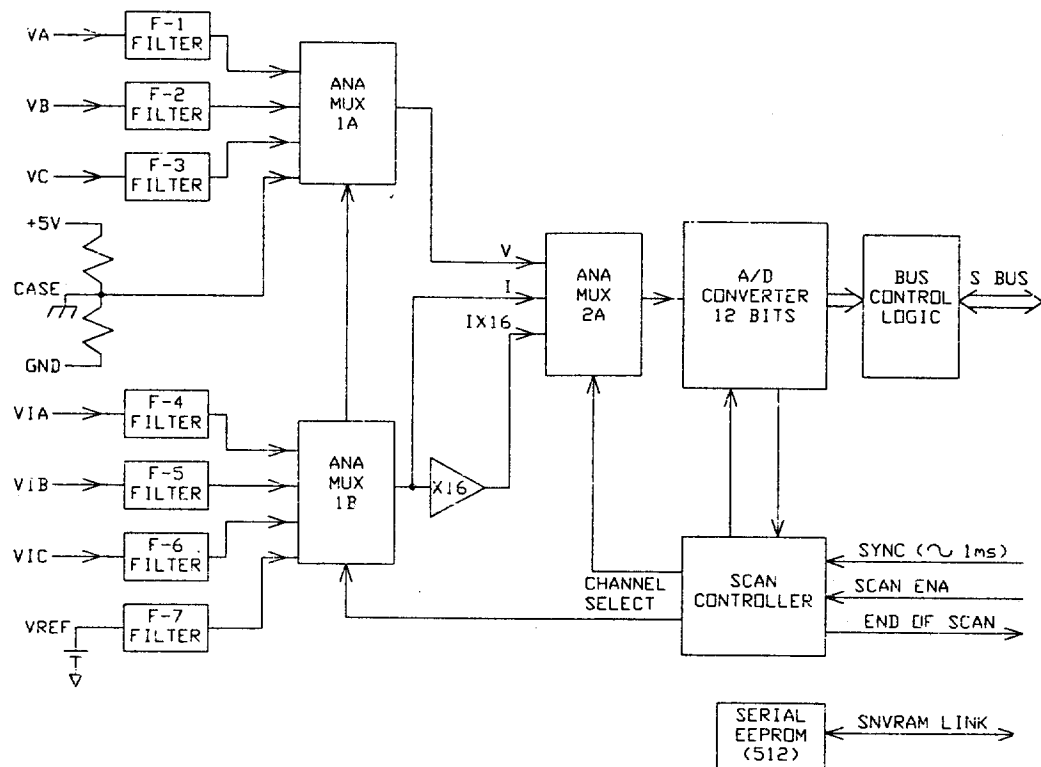 VA
F-1
FILTER
VB
F-2
FILTER
VC
F-3
FILTER
+5V
CASE
GND
ANA
MUX
1A
VIA
F-4
FILTER
VIB
F-5
FILTER
VIC
F-6
FILTER
VREF
F-7
FILTER
ANA
MUX
1B
X16
V
I
IX16
ANA
MUX
2A
A/D
CONVERTER
12 BITS
BUS
CONTROL
LOGIC
S BUS
CHANNEL
SELECT
SCAN
CONTROLLER
SYNC (~ 1ms)
SCAN ENA
END OF SCAN
SERIAL
EEPROM
(512)
SNVRAM LINK